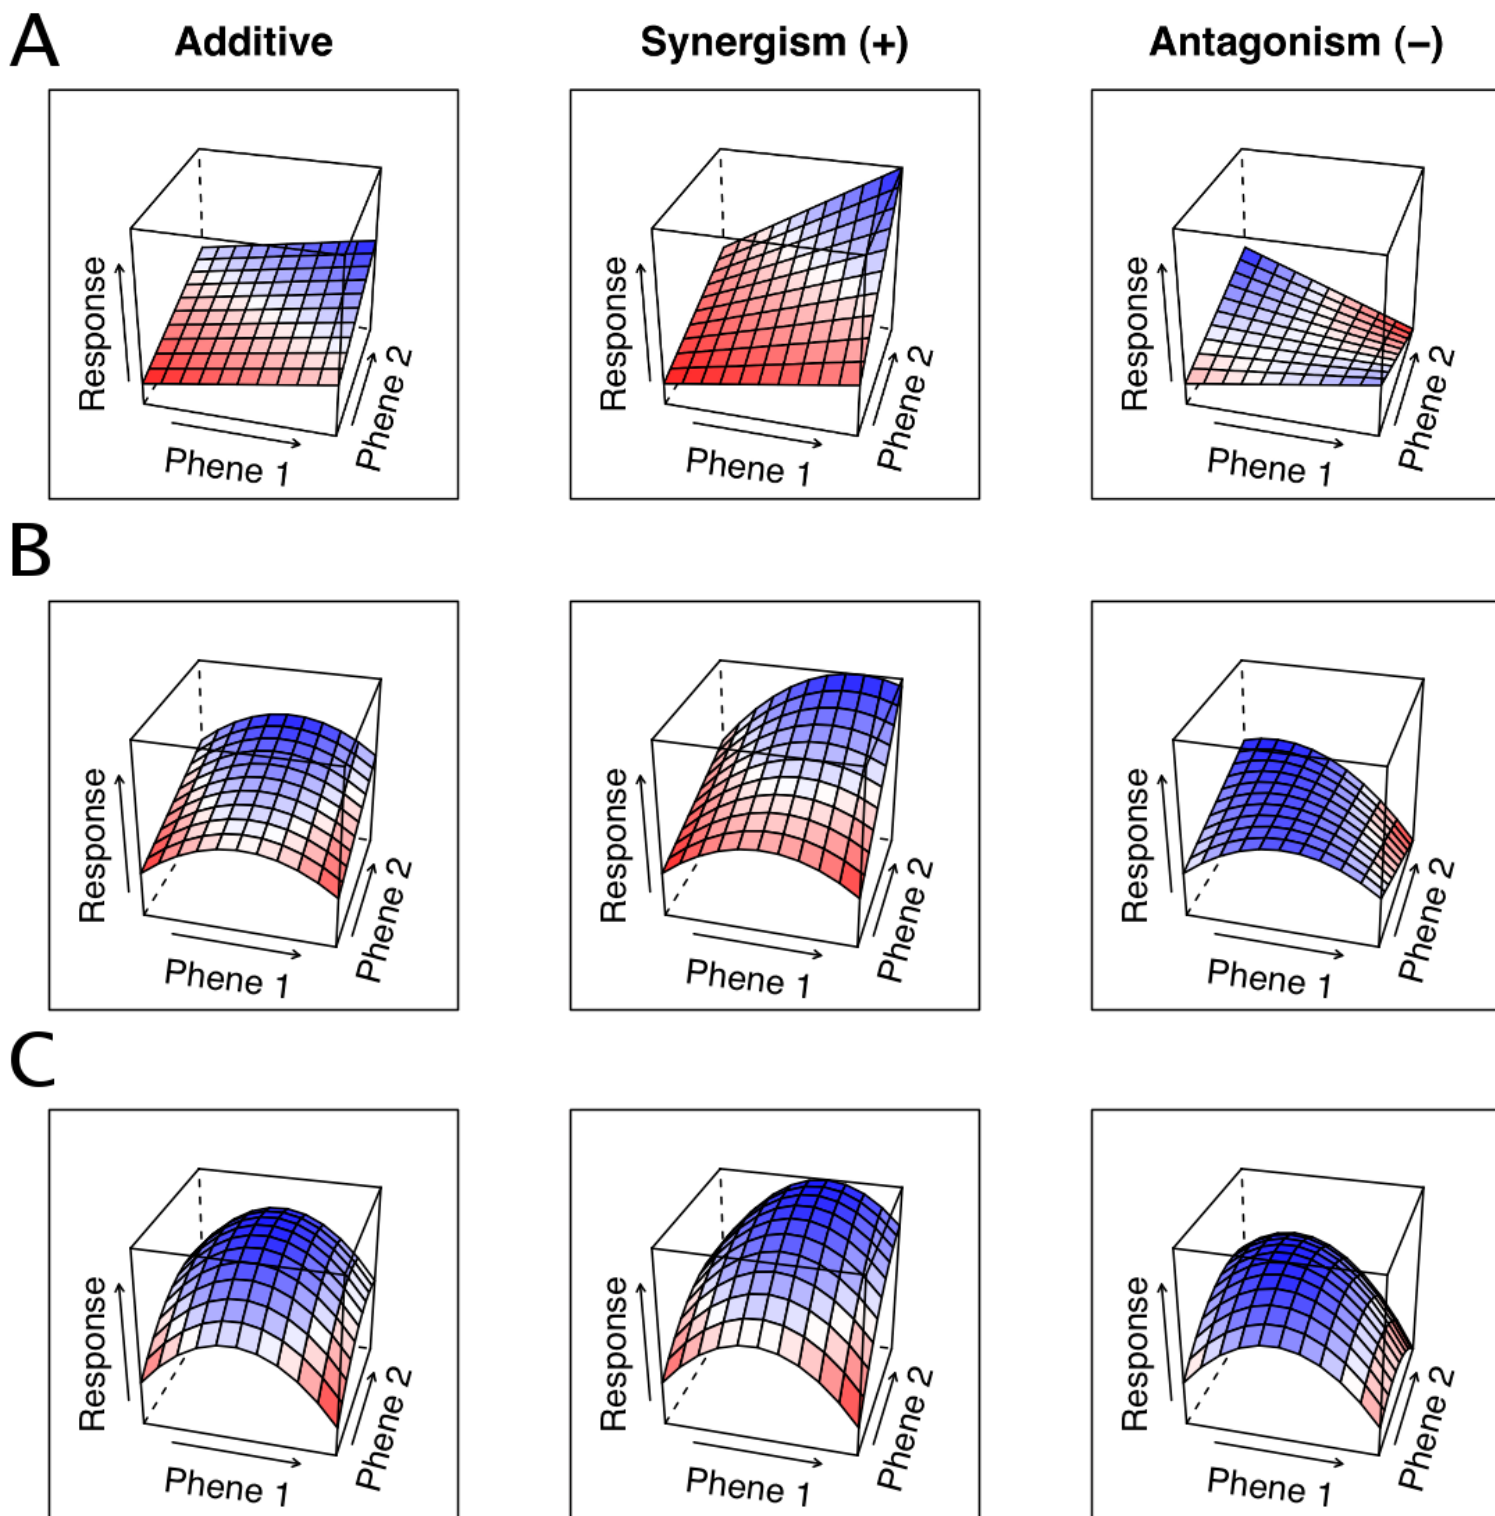 A
Additive
Synergism (+)
Antagonism (–)
Response
Phene 1
Phene 2
Response
Phene 1
Phene 2
Response
Phene 1
Phene 2
B
Response
Phene 1
Phene 2
Response
Phene 1
Phene 2
Response
Phene 1
Phene 2
C
Response
Phene 1
Phene 2
Response
Phene 1
Phene 2
Response
Phene 1
Phene 2